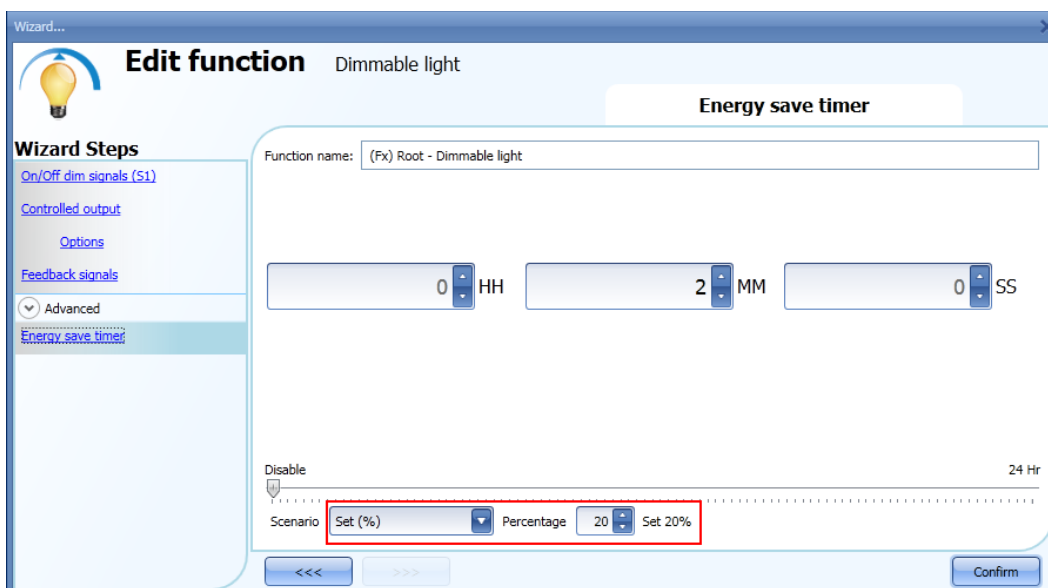 Wizard...
Edit function Dimmable light
Energy save timer
Wizard Steps
On/Off dim signals (S1)
Controlled output
Options
Feedback signals
Advanced
Energy save timer
Function name: (Fx) Root - Dimmable light
0 HH 2 MM 0 SS
Disable 24 Hr
Scenario Set (%) Percentage 20 Set 20%
<<< >>> Confirm